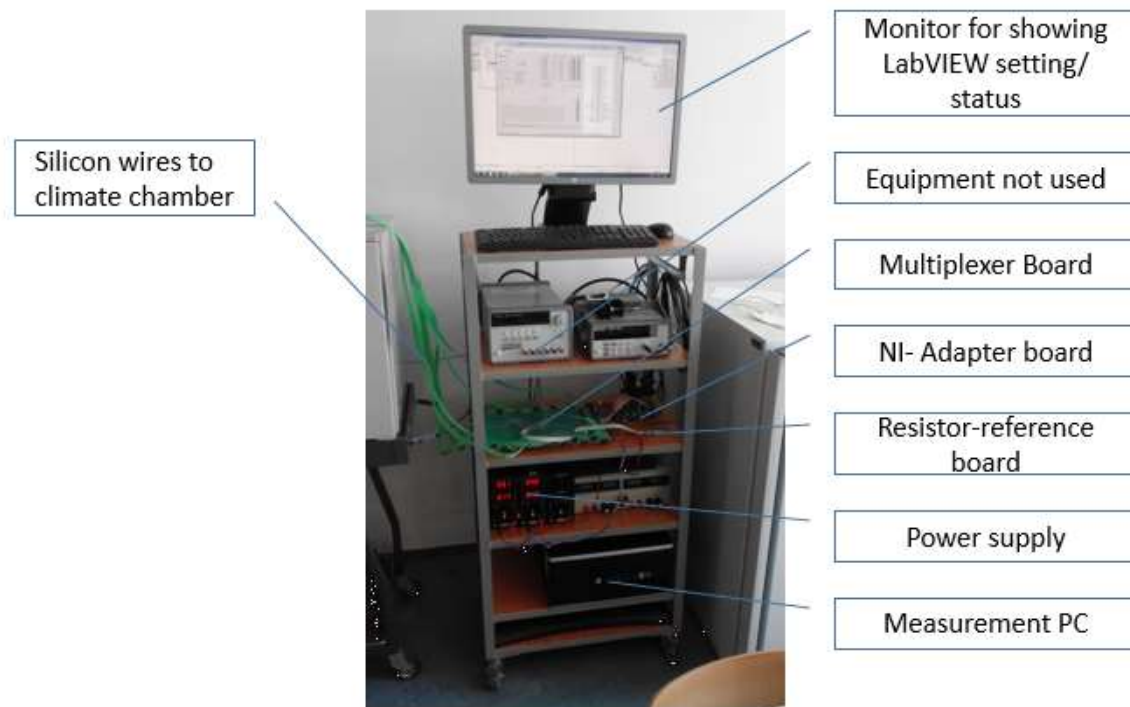 Monitor for showing
LabVIEW setting/
status
Silicon wires to
climate chamber
Equipment not used
Multiplexer Board
NI- Adapter board
Resistor-reference
board
Power supply
Measurement PC